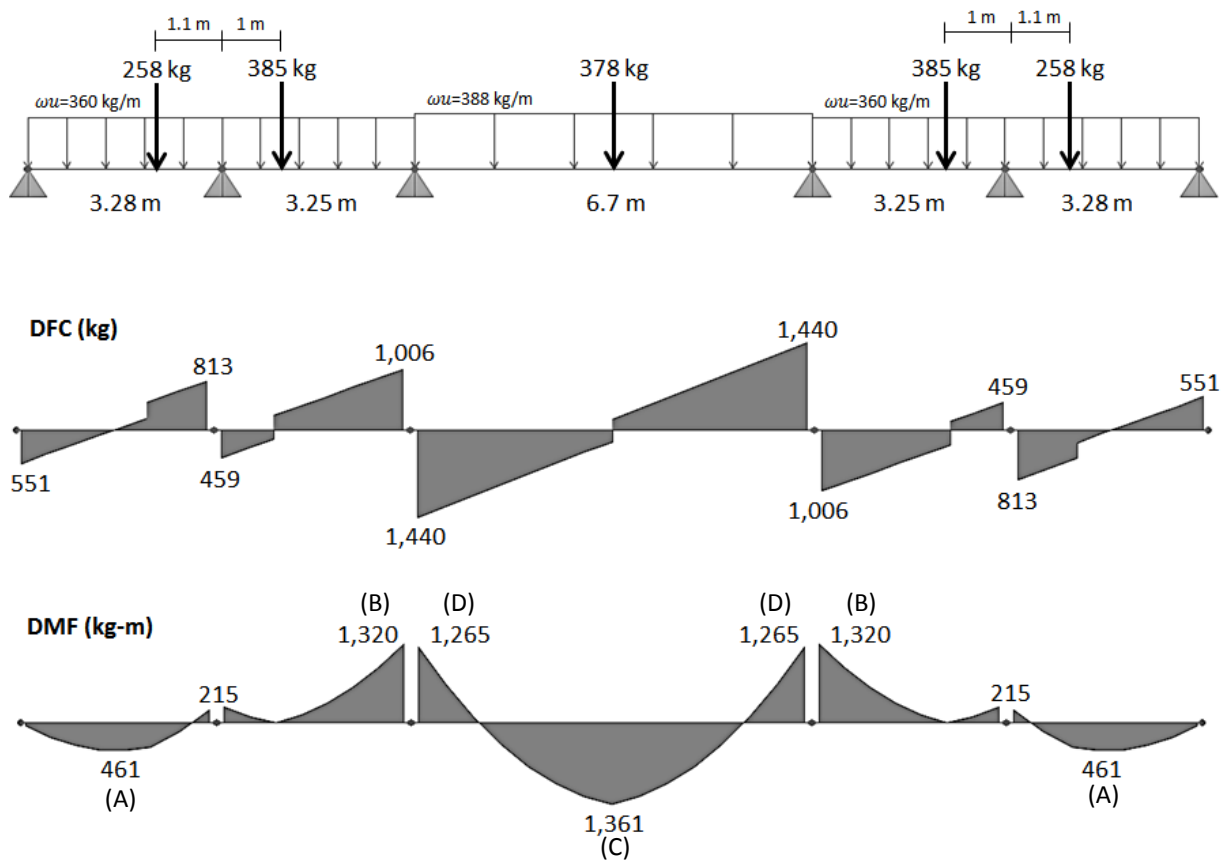 1.1 m 1 m 1 m 1.1 m
258 kg 385 kg 378 kg 385 kg 258 kg
ωu=360 kg/m ωu=388 kg/m ωu=360 kg/m
3.28 m 3.25 m 6.7 m 3.25 m 3.28 m
DFC (kg)
813 1,006 1,440 459 551
551 459 1,440 1,006 813
DMF (kg-m)
(B) (D) (D) (B)
1,320 1,265 1,265 1,320
215 215
461 461
(A) (A)
1,361
(C)